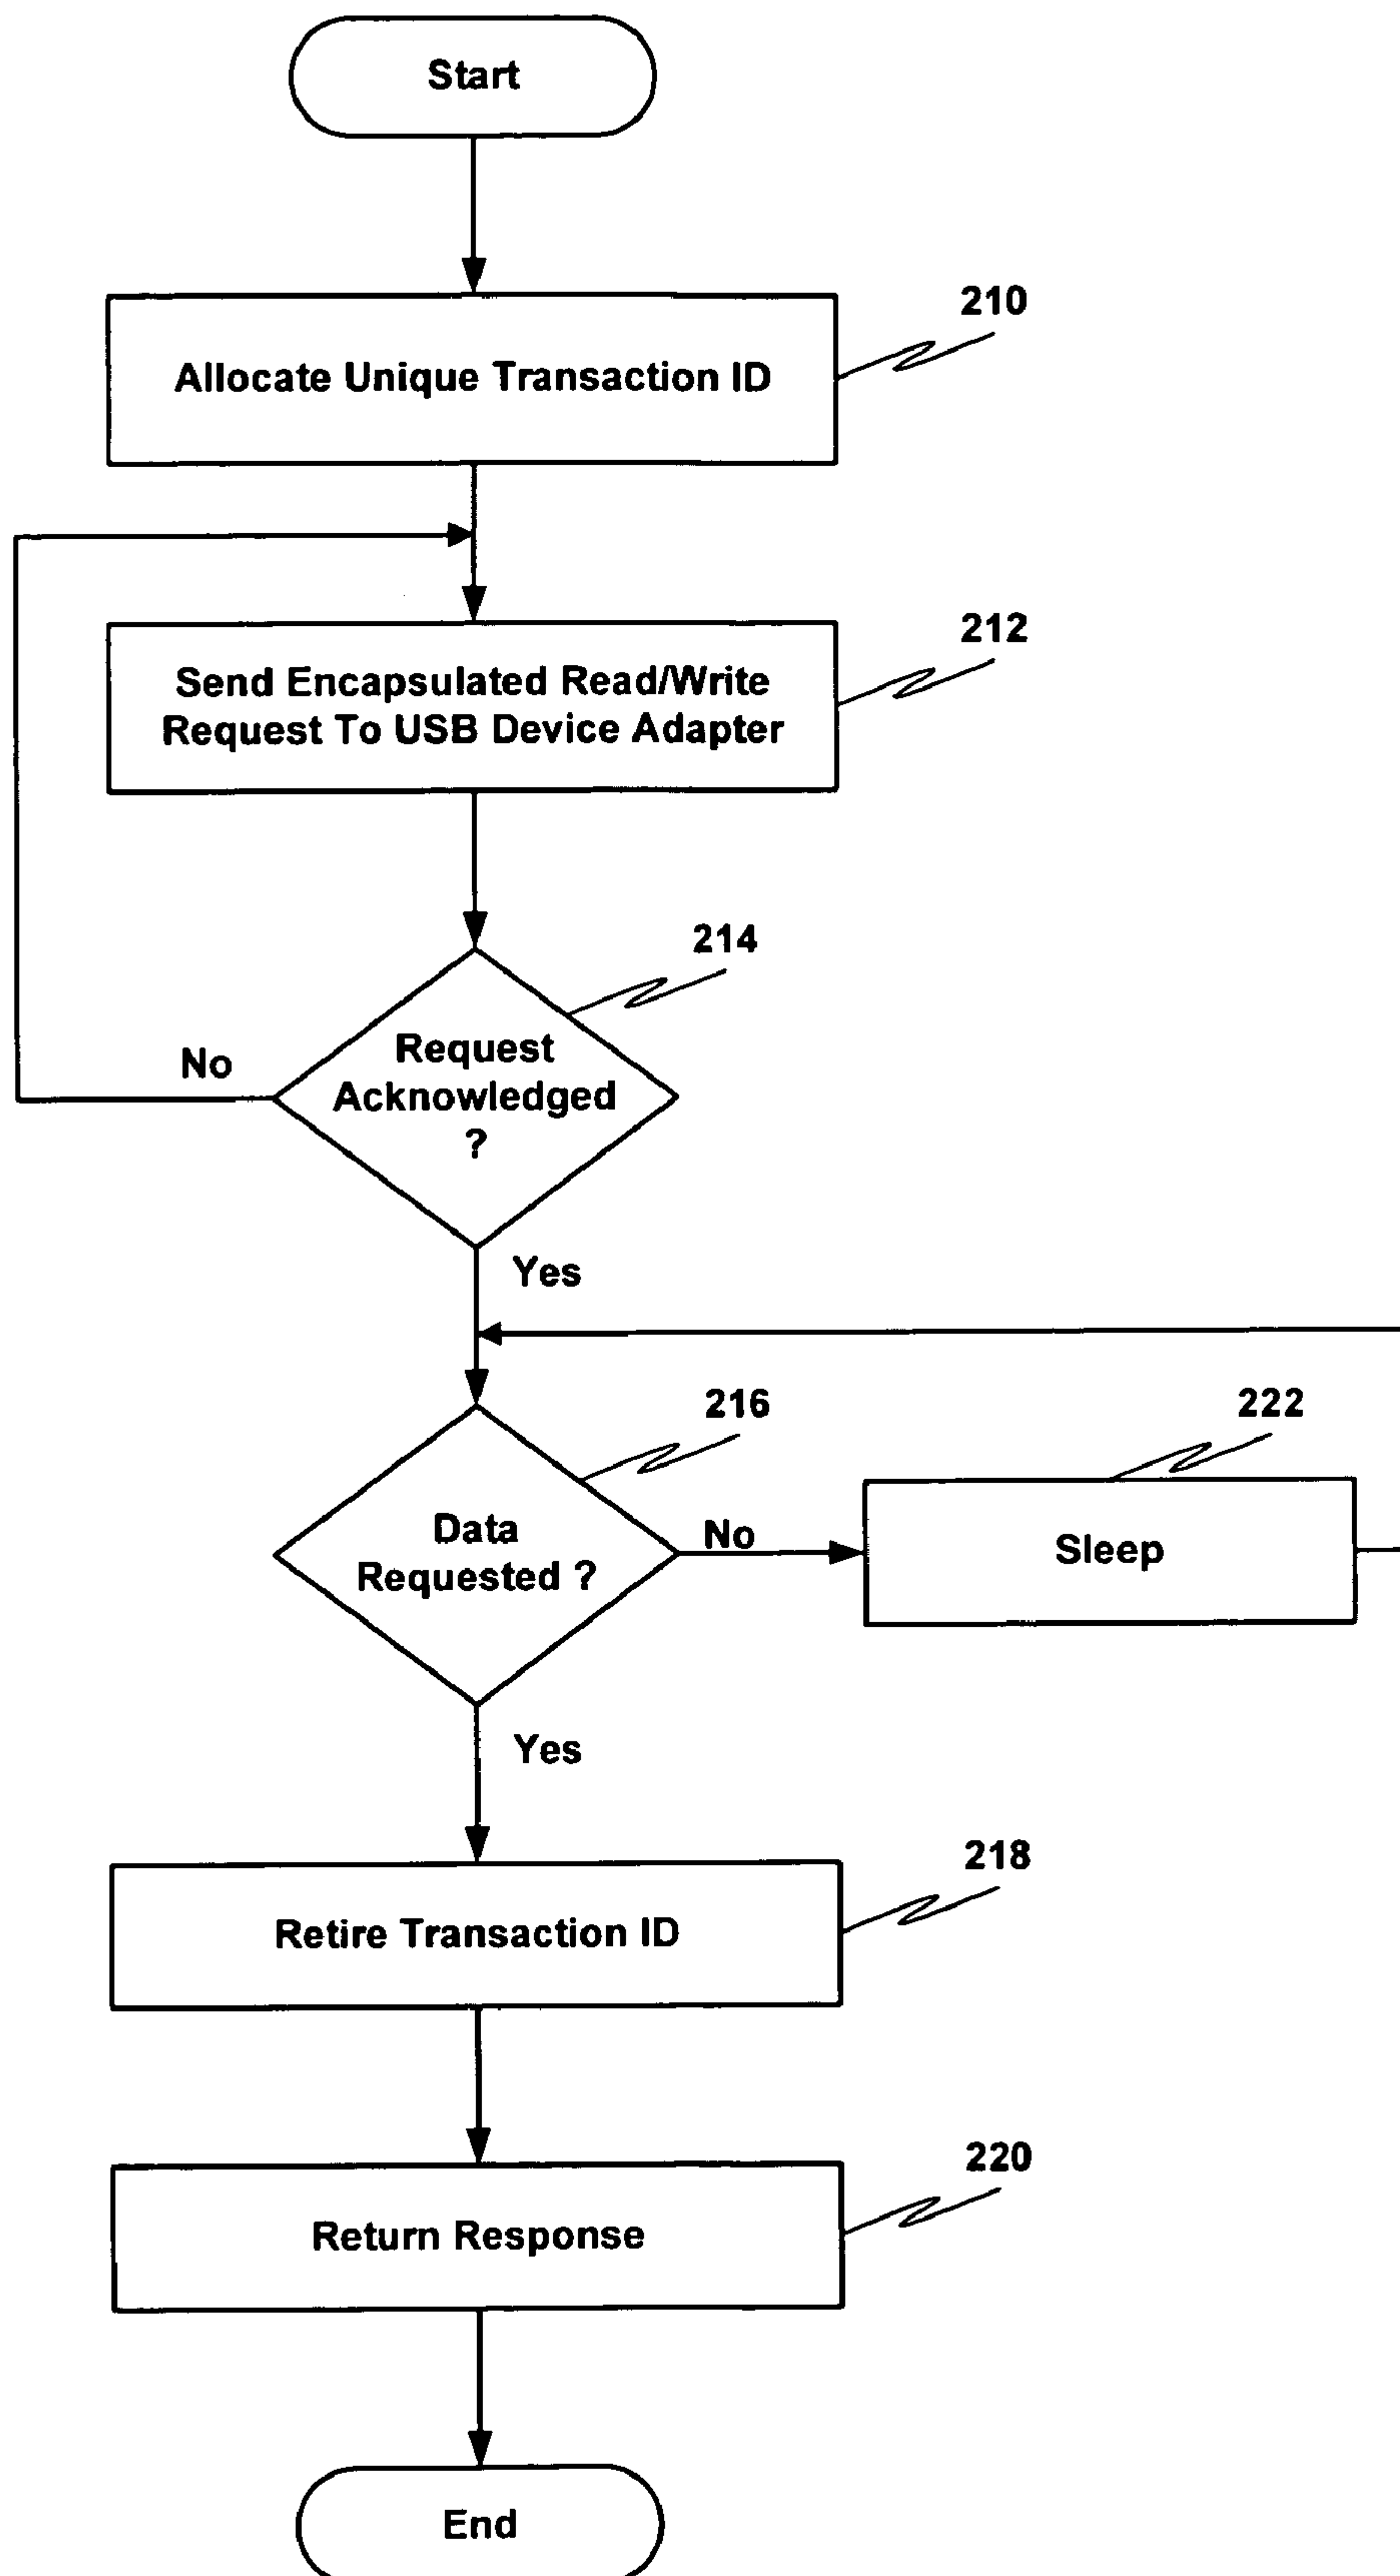 Start
210
Allocate Unique Transaction ID
212
Send Encapsulated Read/Write
Request To USB Device Adapter
214
Request
Acknowledged
?
No
Yes
216
222
Data
Requested ?
No
Sleep
Yes
218
Retire Transaction ID
220
Return Response
End